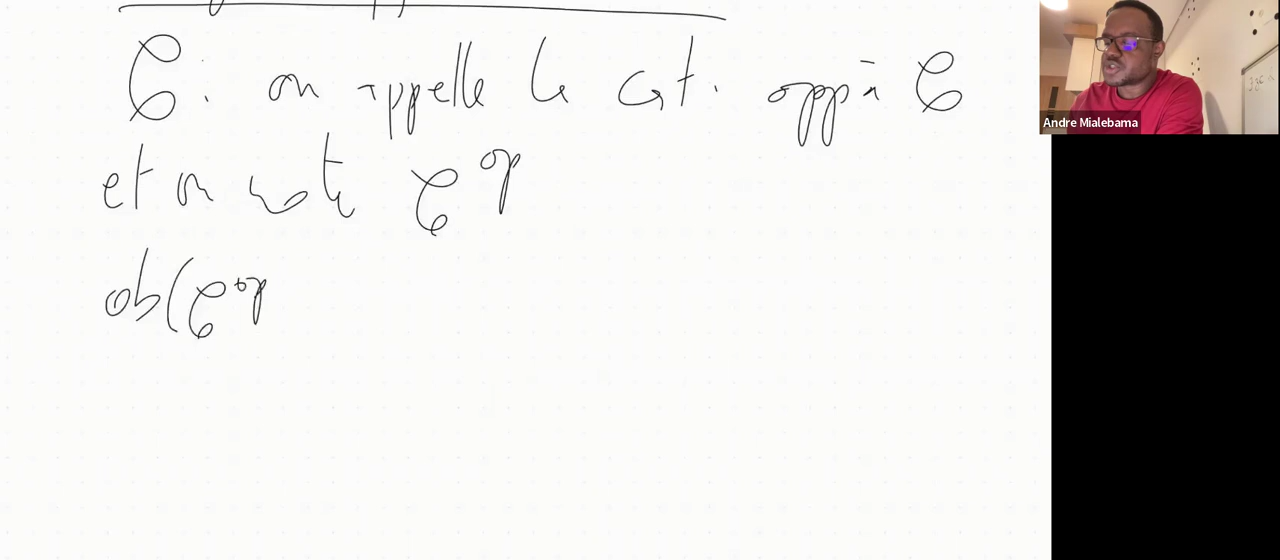 C: on appelle la cat. opp à C
et on note C^op
ob(C^op
Andre Mialebama